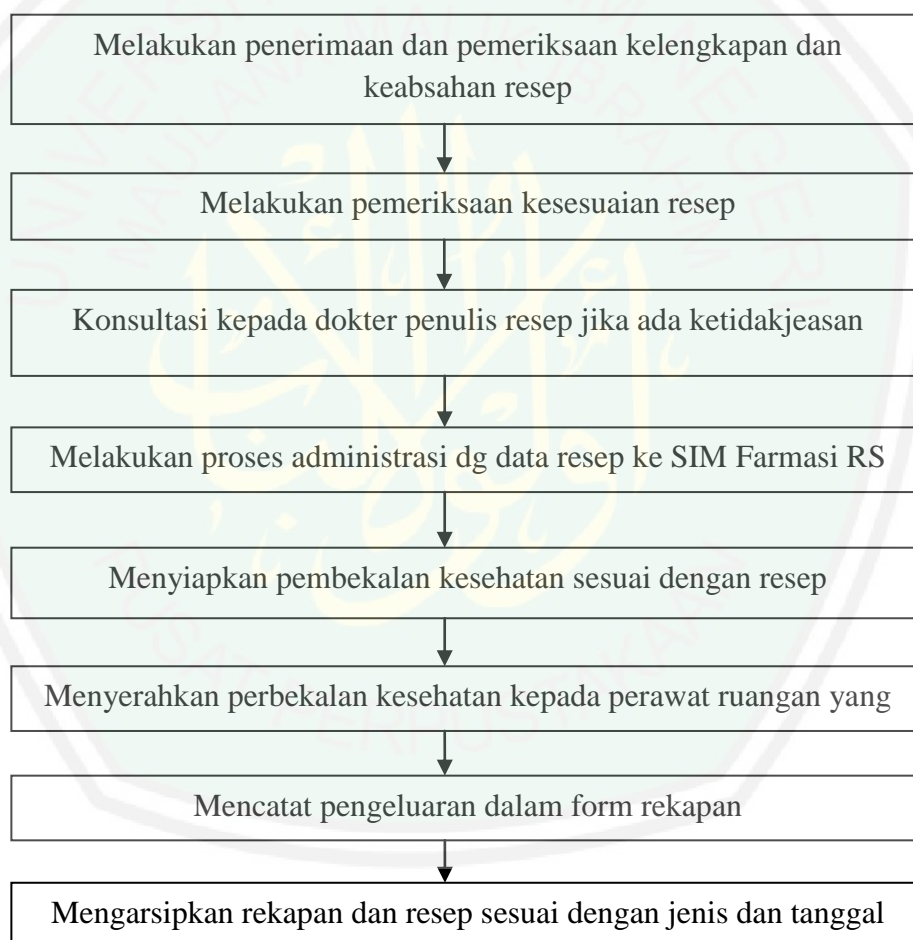 Melakukan penerimaan dan pemeriksaan kelengkapan dan
keabsahan resep
Melakukan pemeriksaan kesesuaian resep
Konsultasi kepada dokter penulis resep jika ada ketidakjeasan
Melakukan proses administrasi dg data resep ke SIM Farmasi RS
Menyiapkan pembekalan kesehatan sesuai dengan resep
Menyerahkan perbekalan kesehatan kepada perawat ruangan yang
Mencatat pengeluaran dalam form rekapan
Mengarsipkan rekapan dan resep sesuai dengan jenis dan tanggal